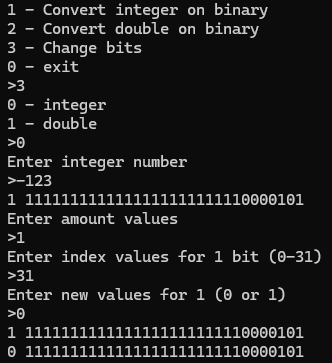 1 - Convert integer on binary
2 - Convert double on binary
3 - Change bits
0 - exit
>3
0 - integer
1 - double
>0
Enter integer number
>-123
1 1111111111111111111111110000101
Enter amount values
>1
Enter index values for 1 bit (0-31)
>31
Enter new values for 1 (0 or 1)
>0
1 1111111111111111111111110000101
0 1111111111111111111111110000101